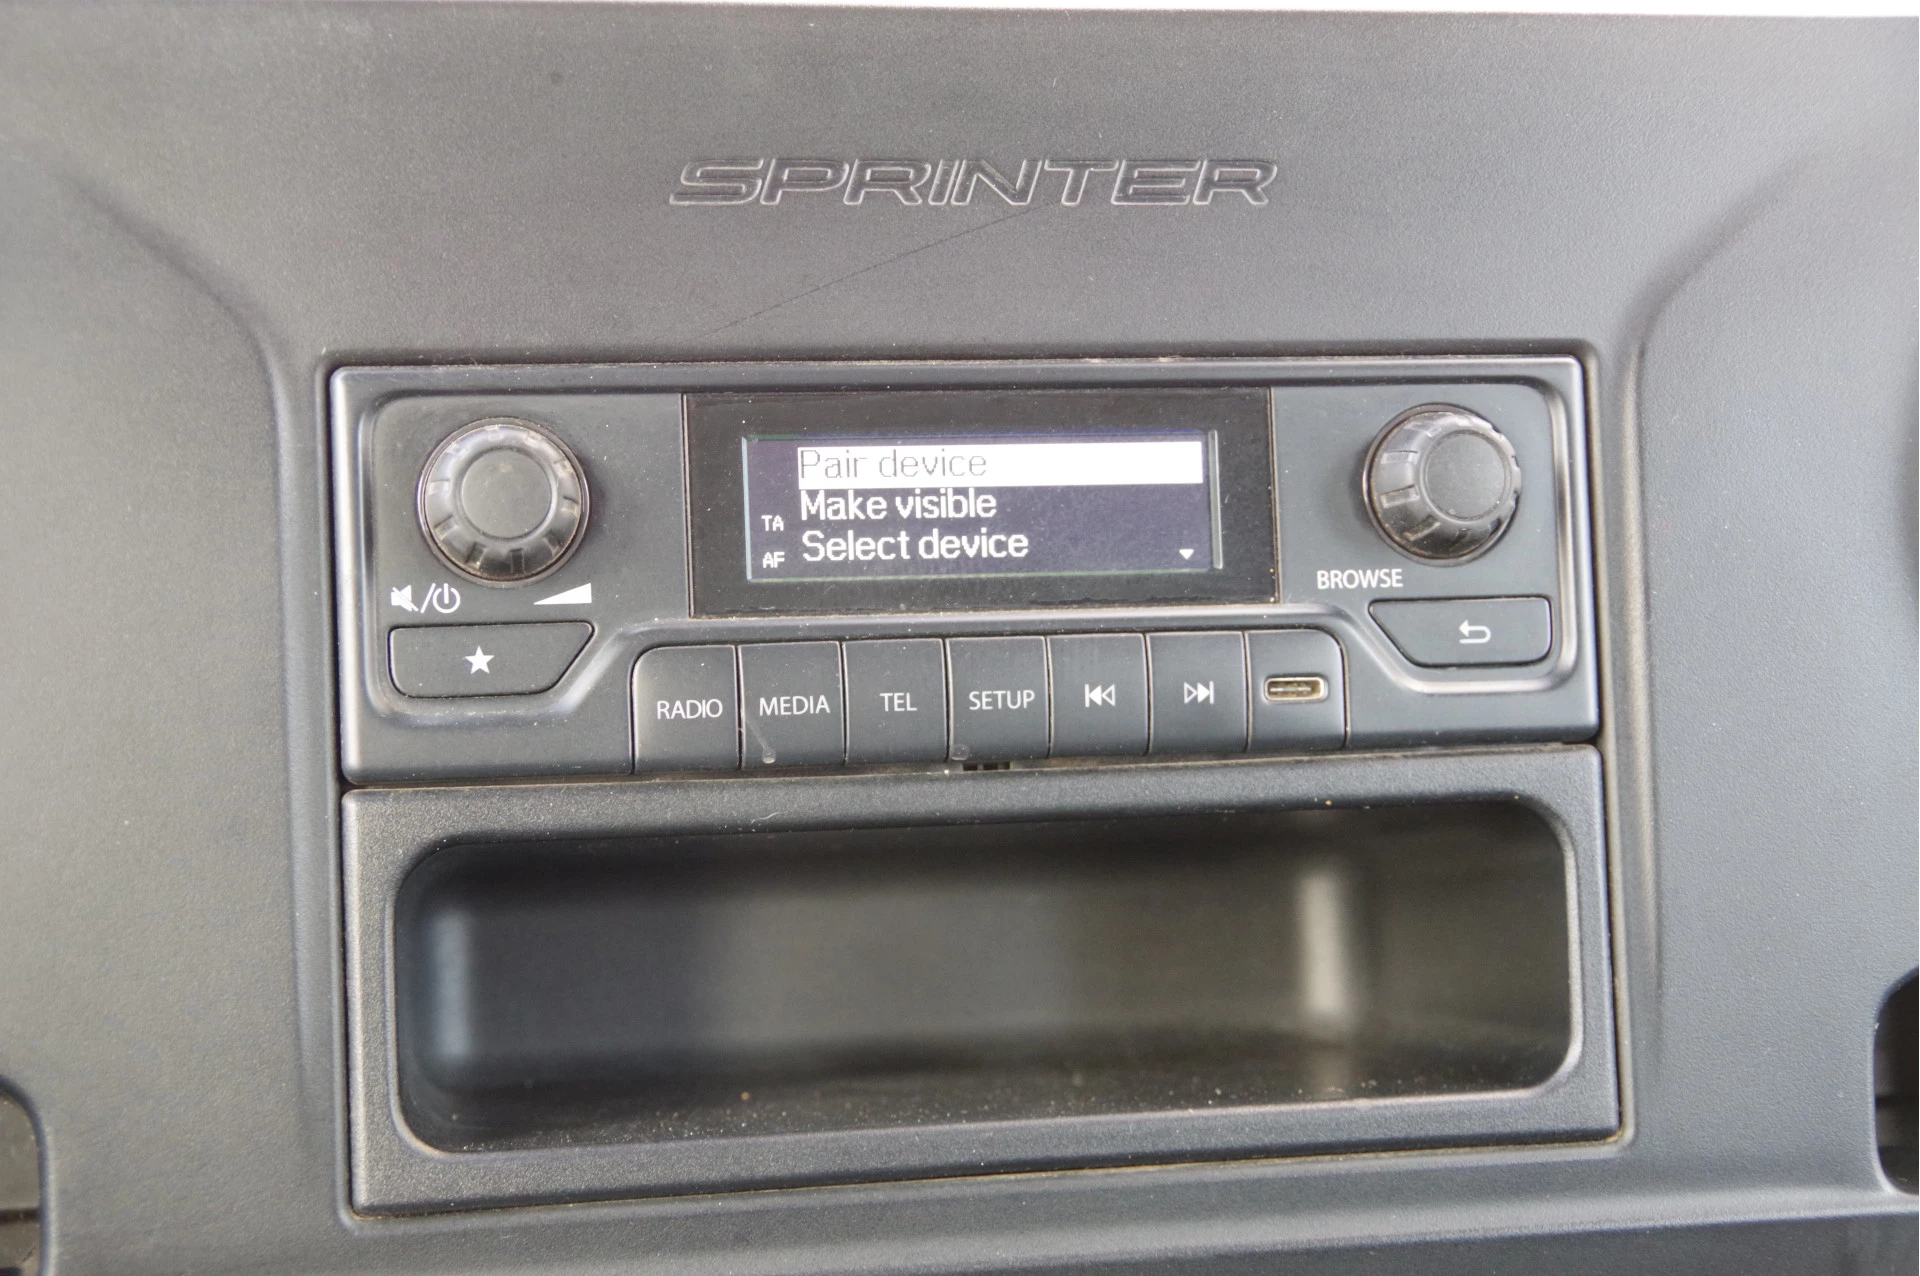 SPRINTER
Pair device
Make visible
TA
Select device
AF
BROWSE
RADIO MEDIA TEL SETUP